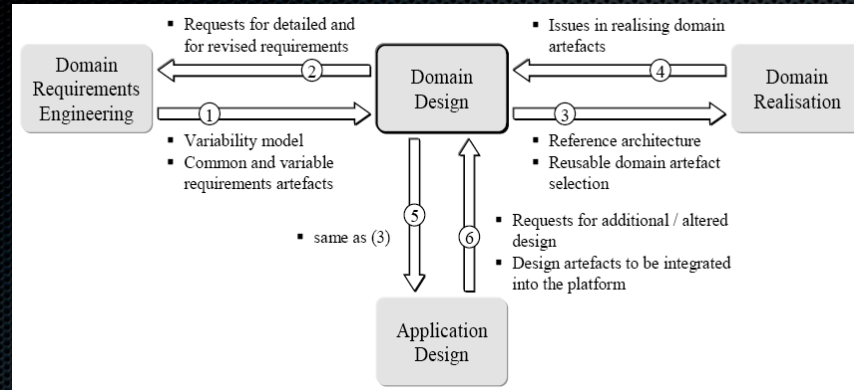 ▪ Requests for detailed and
for revised requirements
▪ Issues in realising domain
artefacts
Domain
Requirements
Engineering
2
Domain
Design
4
Domain
Realisation
1
3
▪ Variability model
▪ Common and variable
requirements artefacts
▪ Reference architecture
▪ Reusable domain artefact
selection
5
▪ same as (3)
6
▪ Requests for additional / altered
design
▪ Design artefacts to be integrated
into the platform
Application
Design